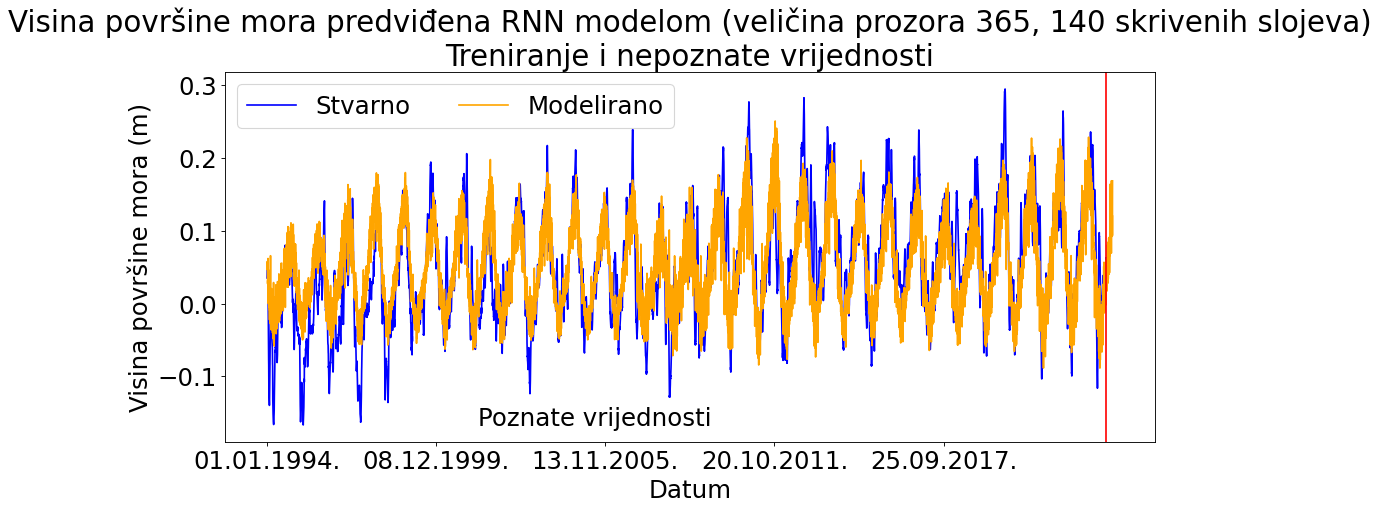 Visina površine mora predviđena RNN modelom (veličina prozora 365, 140 skrivenih slojeva)
Treniranje i nepoznate vrijednosti
Stvarno Modelirano
0.3
0.2
0.1
0.0
−0.1
Visina površine mora (m)
Poznate vrijednosti
01.01.1994. 08.12.1999. 13.11.2005. 20.10.2011. 25.09.2017.
Datum